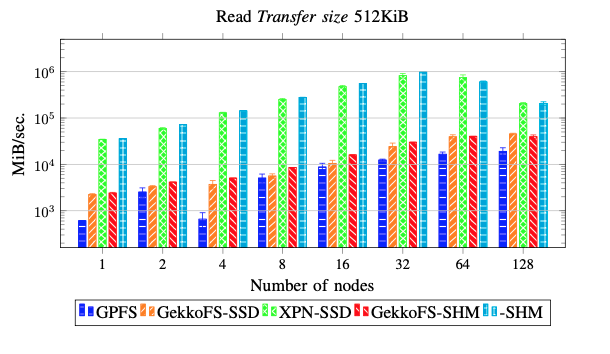 Read Transfer size 512KiB
10⁶
10⁵
10⁴
10³
MiB/sec.
1 2 4 8 16 32 64 128
Number of nodes
GPFS GekkoFS-SSD XPN-SSD GekkoFS-SHM -SHM